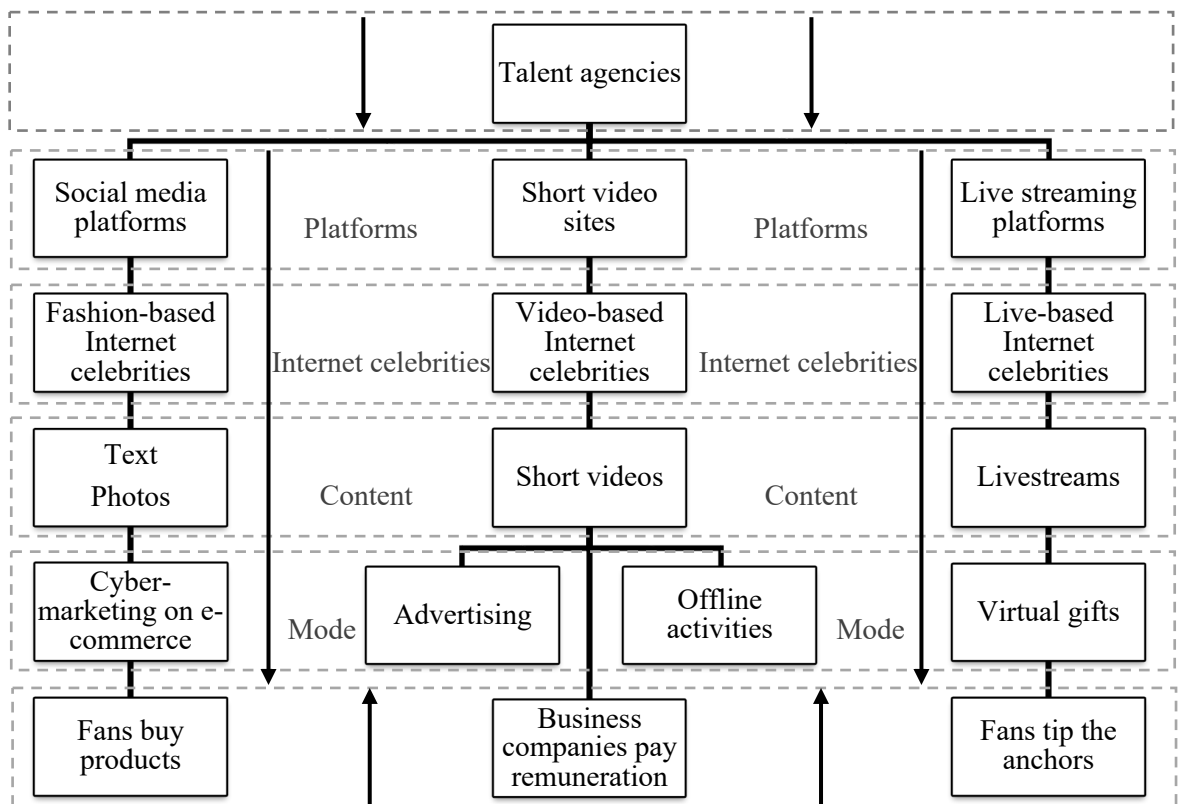 Talent agencies
Social media
platforms
Platforms
Short video
sites
Platforms
Live streaming
platforms
Fashion-based
Internet
celebrities
Internet celebrities
Video-based
Internet
celebrities
Internet celebrities
Live-based
Internet
celebrities
Text
Photos
Content
Short videos
Content
Livestreams
Cyber-
marketing on e-
commerce
Mode
Advertising
Offline
activities
Mode
Virtual gifts
Fans buy
products
Business
companies pay
remuneration
Fans tip the
anchors